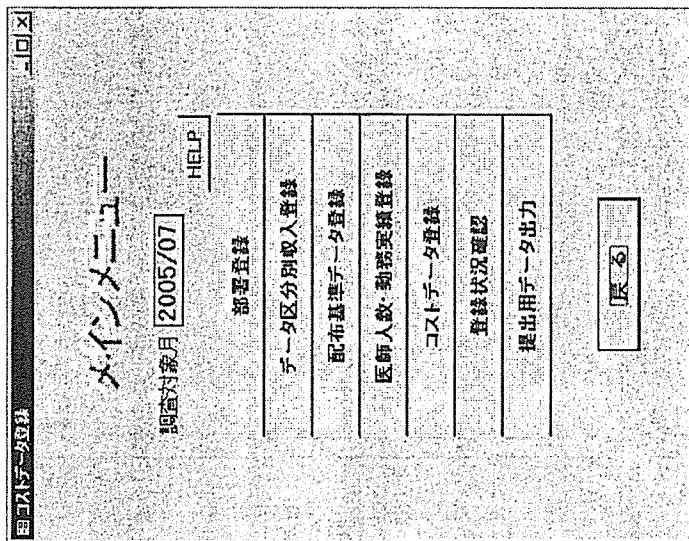 コストデータ登録
メインメニュー
調査対象月 2005/07
HELP
部署登録
データ区分別収入登録
配布基準データ登録
医師人数・勤務実績登録
コストデータ登録
登録状況確認
提出用データ出力
戻る